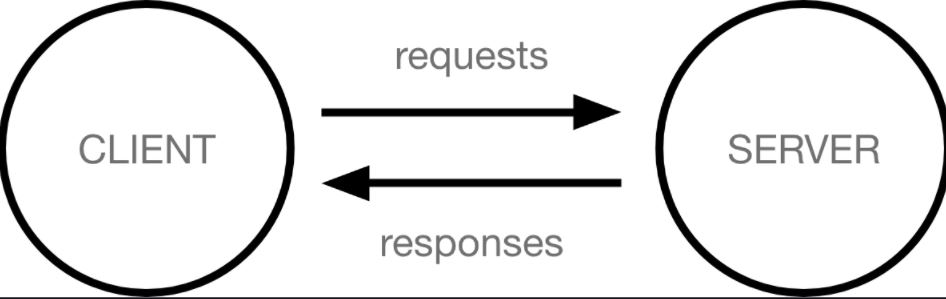 requests
CLIENT
SERVER
responses